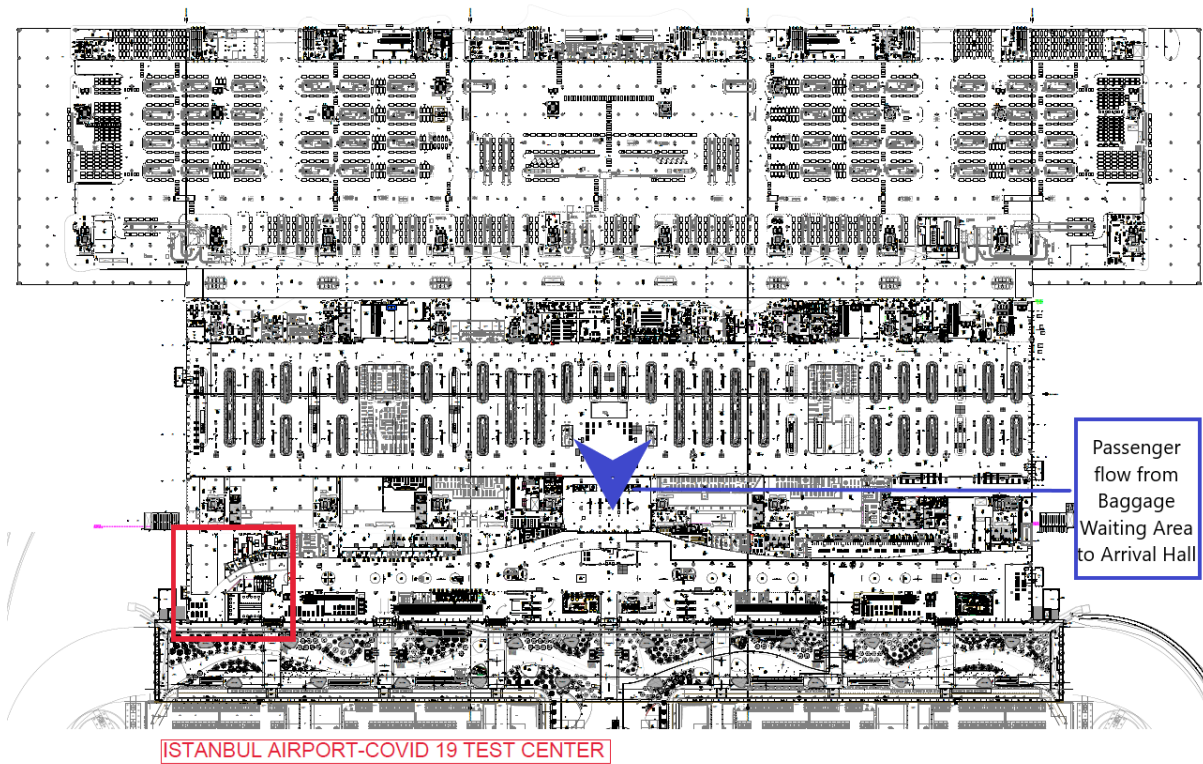 Passenger
flow from
Baggage
Waiting Area
to Arrival Hall
ISTANBUL AIRPORT-COVID 19 TEST CENTER